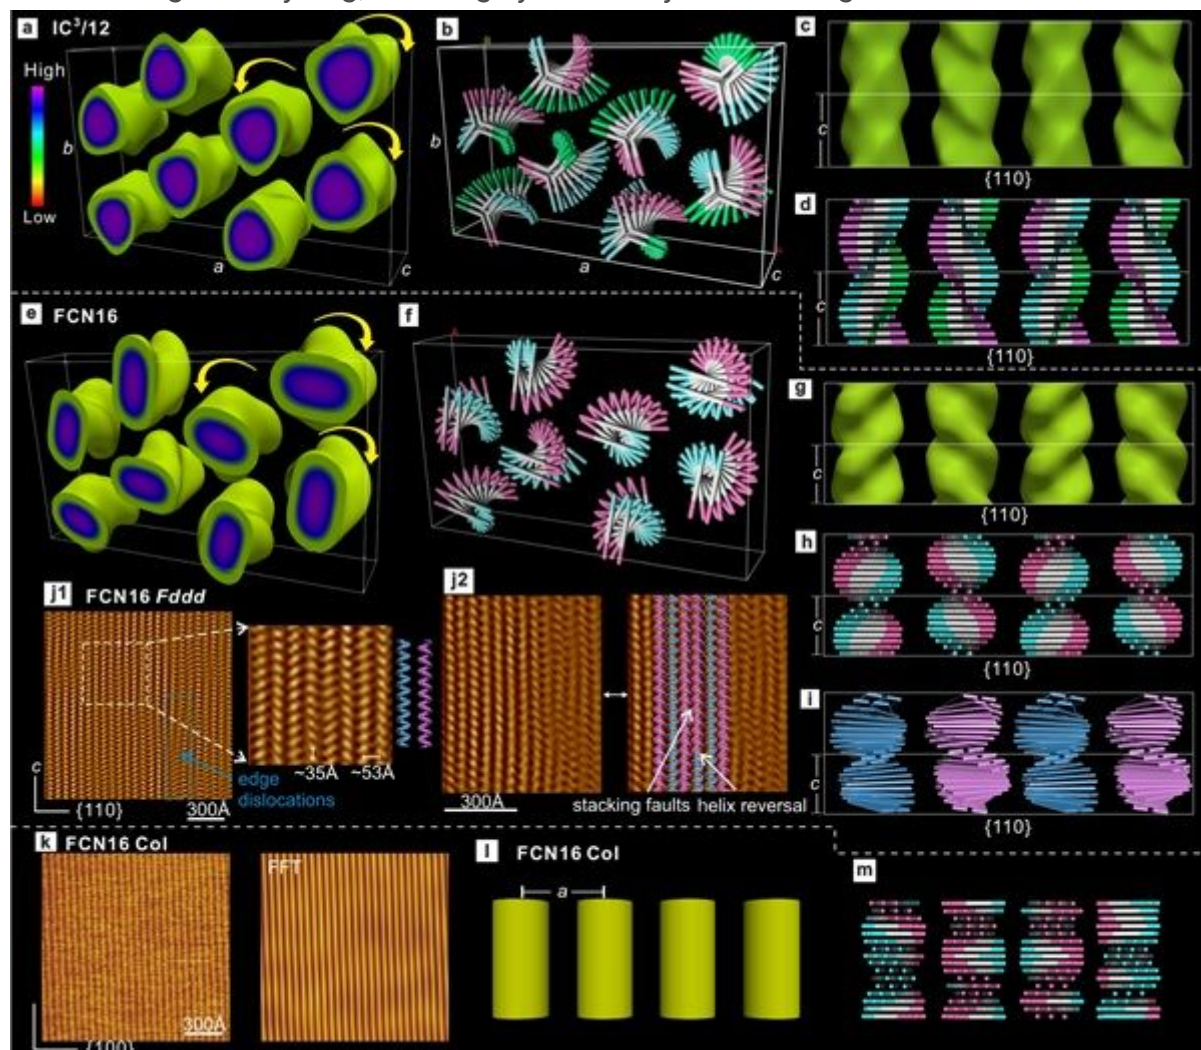 a IC³/12
High
Low
b
a
c
b
b
a
c
c
c
{110}
d
c
{110}
e FCN16
f
g
c
{110}
h
c
{110}
i
c
{110}
j1 FCN16 Fddd
~35Å ~53Å
edge
dislocations
c
{110}
300Å
j2
300Å
stacking faults helix reversal
k FCN16 Col
300Å
{100}
FFT
l FCN16 Col
a
m